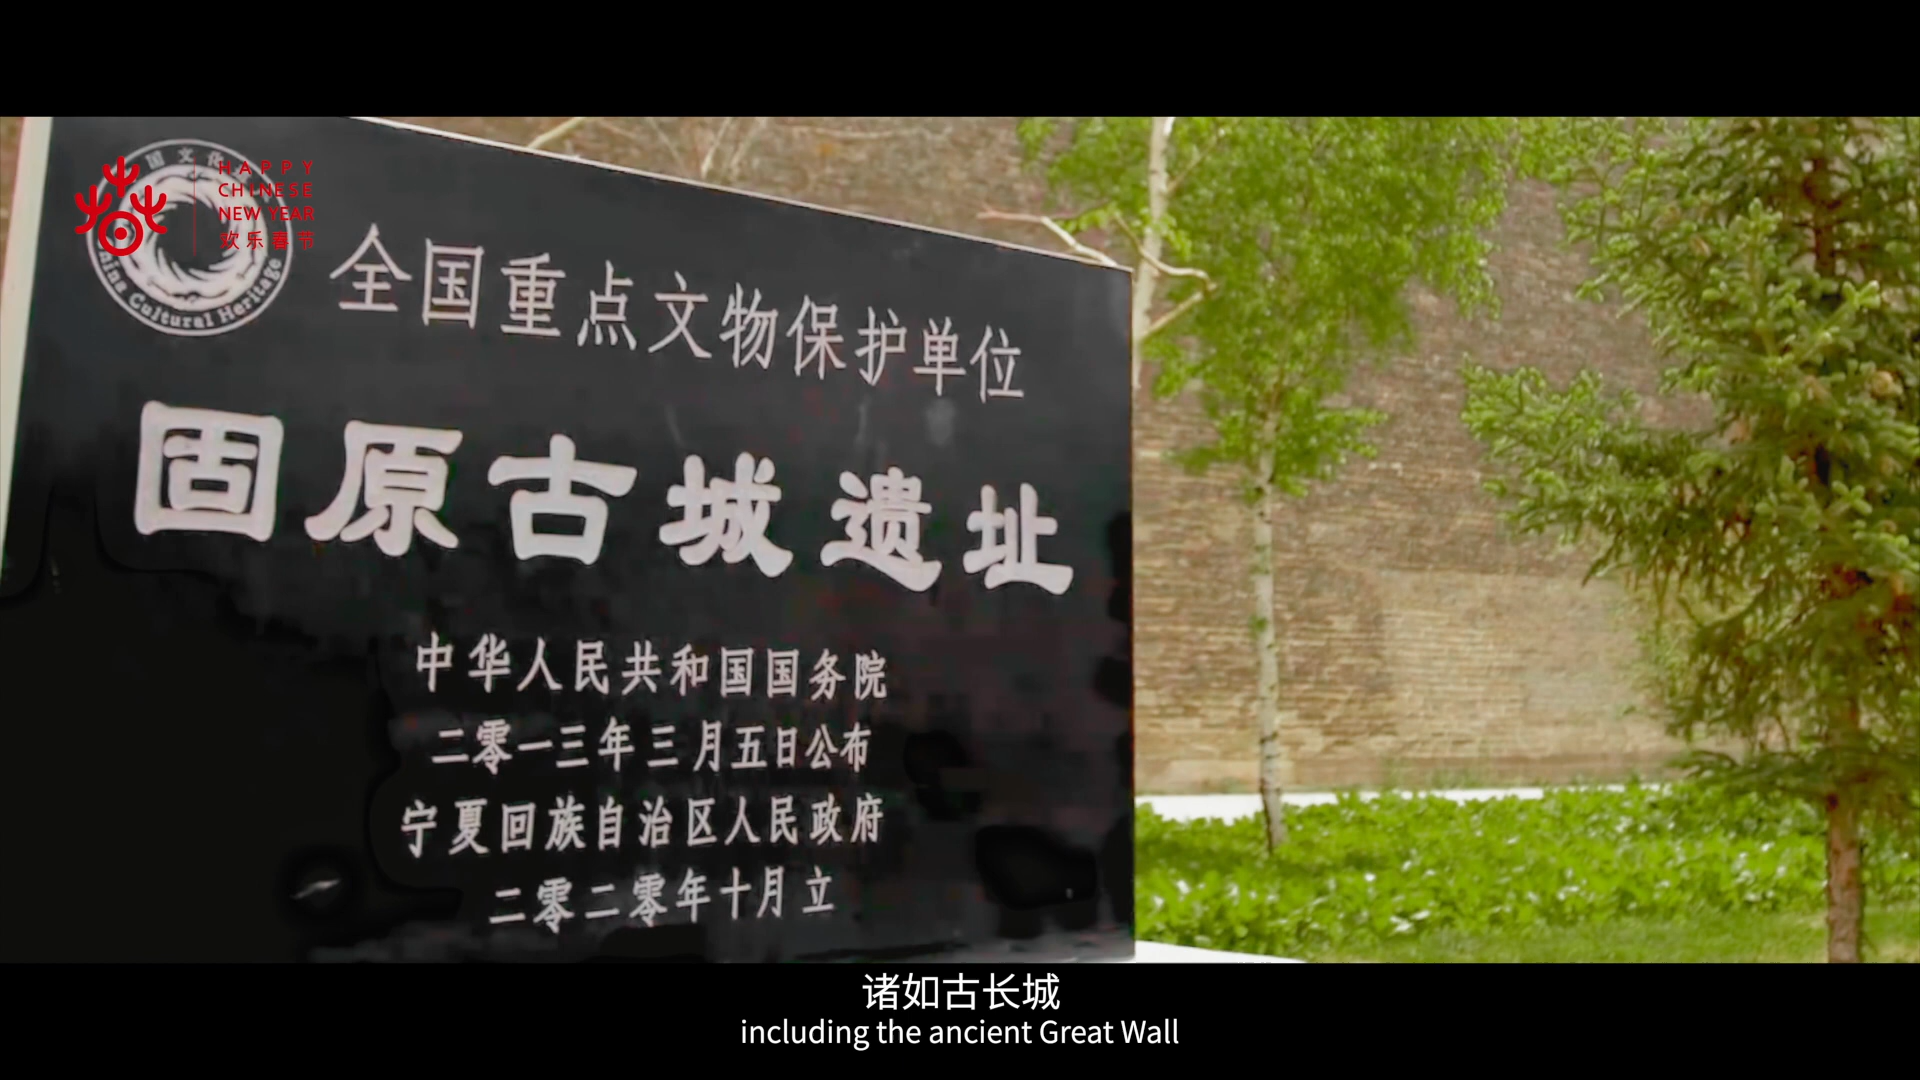 HAPPY
CHINESE
NEW YEAR
欢乐春节
China Cultural Heritage
全国重点文物保护单位
固原古城遗址
中华人民共和国国务院
二零一三年三月五日公布
宁夏回族自治区人民政府
二零二零年十月立
诸如古长城
including the ancient Great Wall